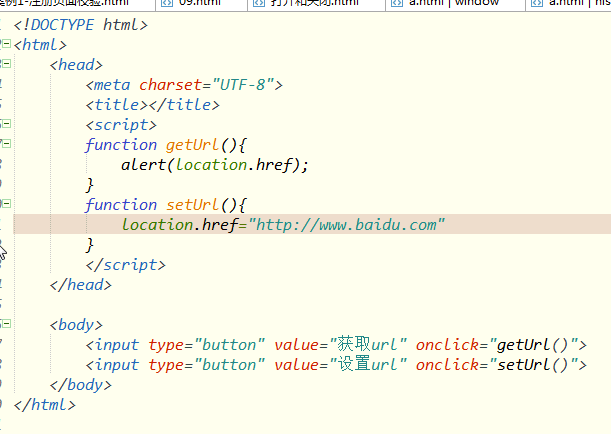 案例1-注册页面校验.html 09.html 打开和关闭.html a.html | window a.html | his
<!DOCTYPE html>
<html>
<head>
<meta charset="UTF-8">
<title></title>
<script>
function getUrl(){
alert(location.href);
}
function setUrl(){
location.href="http://www.baidu.com"
}
</script>
</head>
<body>
<input type="button" value="获取url" onclick="getUrl()">
<input type="button" value="设置url" onclick="setUrl()">
</body>
</html>